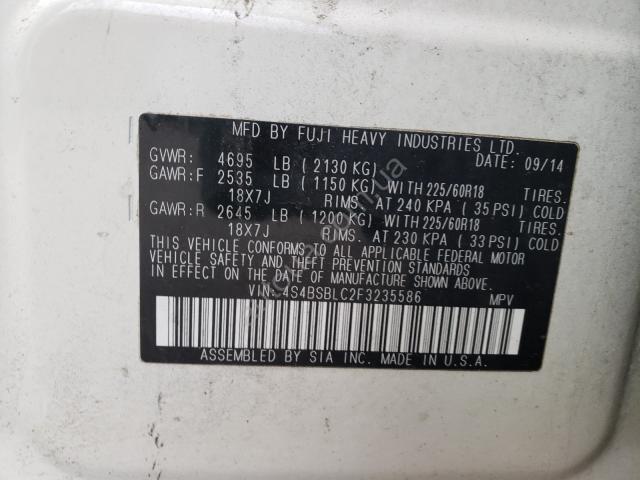 MFD BY FUJI HEAVY INDUSTRIES LTD.
GVWR: 4695 LB (2130 KG) DATE: 09/14
GAWR:F 2535 LB (1150 KG) WITH 225/60R18 TIRES.
18X7J RIMS. AT 240 KPA (35 PSI) COLD
GAWR:R 2645 LB (1200 KG) WITH 225/60R18 TIRES.
18X7J RIMS. AT 230 KPA (33 PSI) COLD
THIS VEHICLE CONFORMS TO ALL APPLICABLE FEDERAL MOTOR
VEHICLE SAFETY, BUMPER, AND THEFT PREVENTION STANDARDS
IN EFFECT ON THE DATE OF MANUFACTURE SHOWN ABOVE.
VIN: 4S4BSBLC2F3235586 MPV
ASSEMBLED BY SIA INC. MADE IN U.S.A.